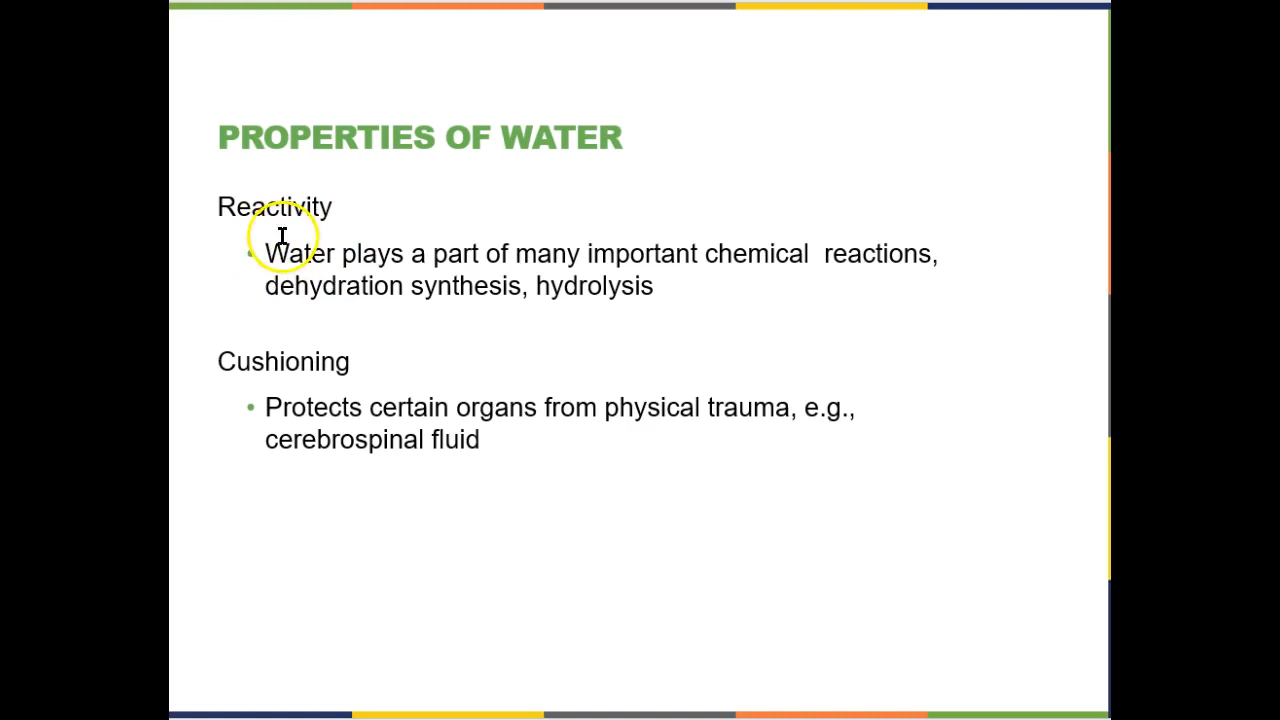 PROPERTIES OF WATER
Reactivity
• Water plays a part of many important chemical  reactions,
dehydration synthesis, hydrolysis
Cushioning
• Protects certain organs from physical trauma, e.g.,
cerebrospinal fluid